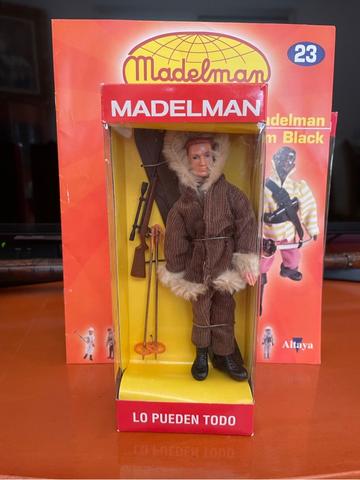 Madelman
23
MADELMAN
adelman
m Black
Altaya
LO PUEDEN TODO